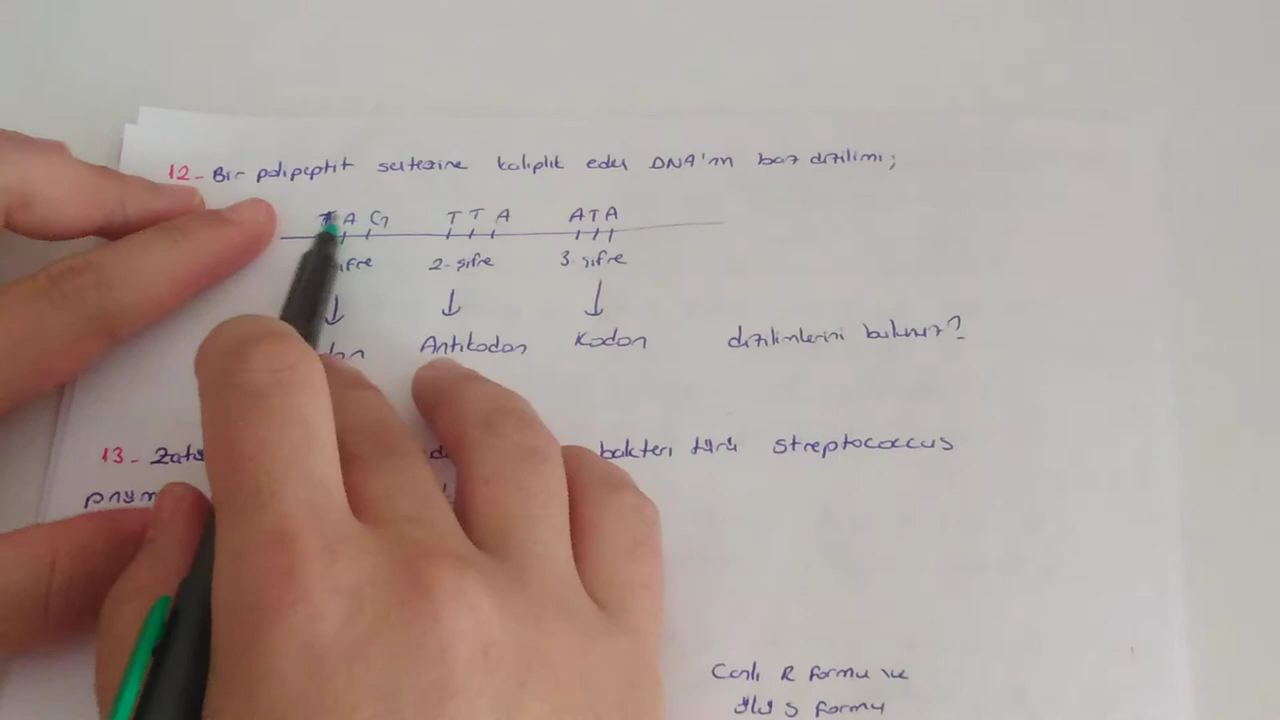 12- Bir polipeptit sentezine kalıplık eden DNA'nın baz dizilimi;
T A G T T A A T A
şifre 2. şifre 3. şifre
Antikodon Kodon dizilimlerini bulunuz?
13- bakteri türü streptococcus
Canlı R formu ve
ölü S formu